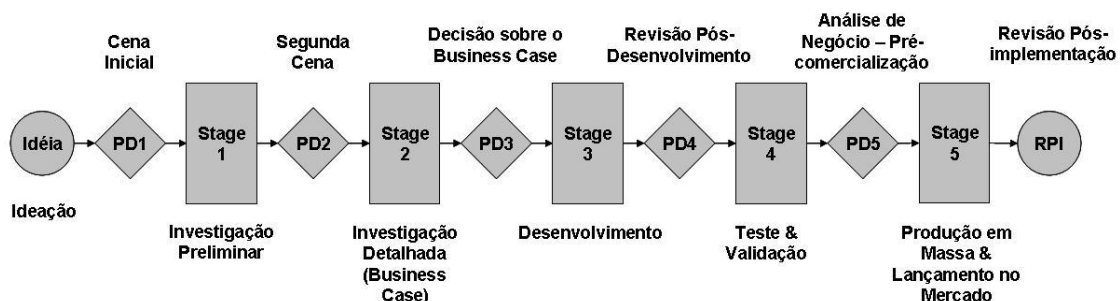 Cena
Inicial
Segunda
Cena
Decisão sobre o
Business Case
Revisão Pós-
Desenvolvimento
Análise de
Negócio – Pré-
comercialização
Revisão Pós-
implementação
Idéia
PD1
Stage
1
PD2
Stage
2
PD3
Stage
3
PD4
Stage
4
PD5
Stage
5
RPI
Ideação
Investigação
Preliminar
Investigação
Detalhada
(Business
Case)
Desenvolvimento
Teste &
Validação
Produção em
Massa &
Lançamento no
Mercado